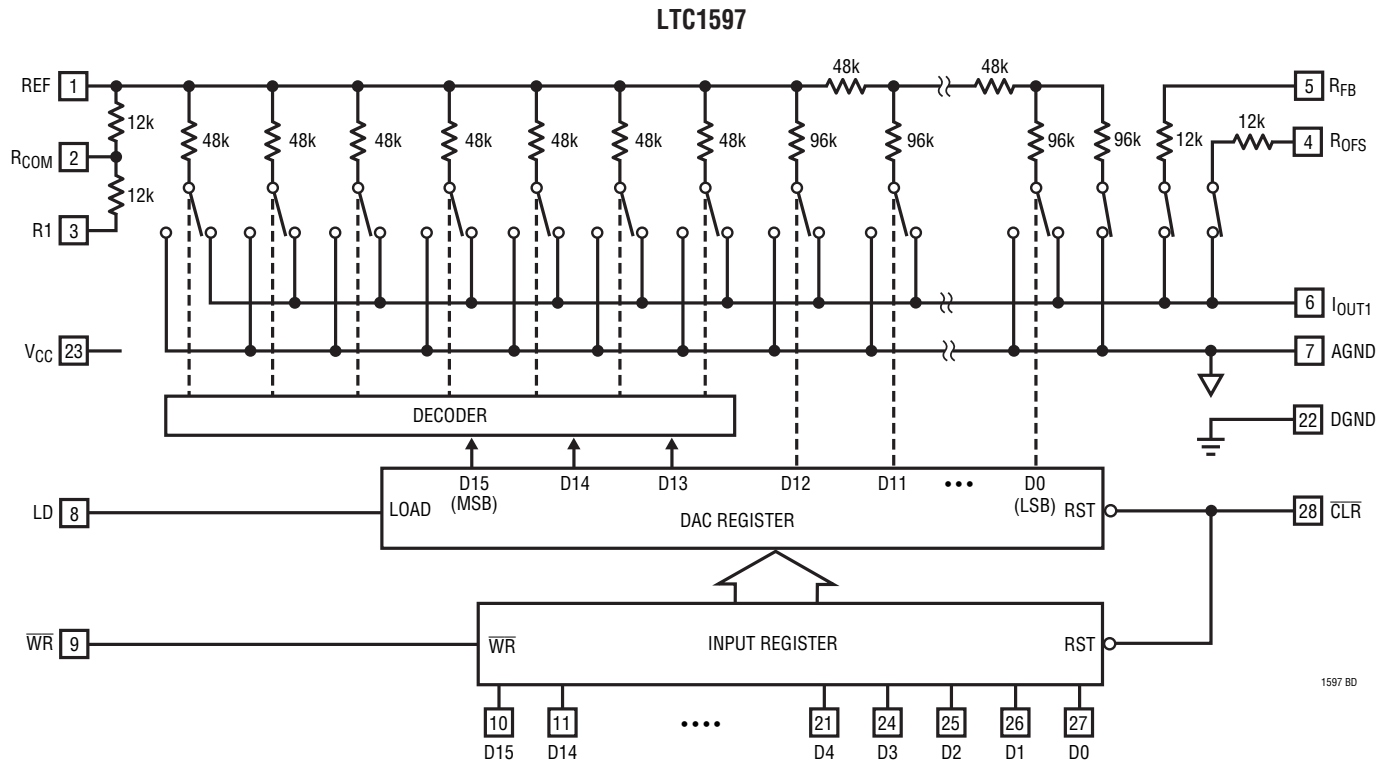 LTC1597
48k 48k
REF 1 5 RFB
12k 48k 48k 48k 48k 48k 48k 48k 96k 96k 96k 96k 12k 12k 4 ROFS
RCOM 2
12k
R1 3
6 IOUT1
VCC 23 7 AGND
DECODER 22 DGND
D15 (MSB) D14 D13 D12 D11 ••• D0 (LSB)
LD 8 LOAD DAC REGISTER RST 28 CLR
WR 9 WR INPUT REGISTER RST
1597 BD
10 11 •••• 21 24 25 26 27
D15 D14 D4 D3 D2 D1 D0